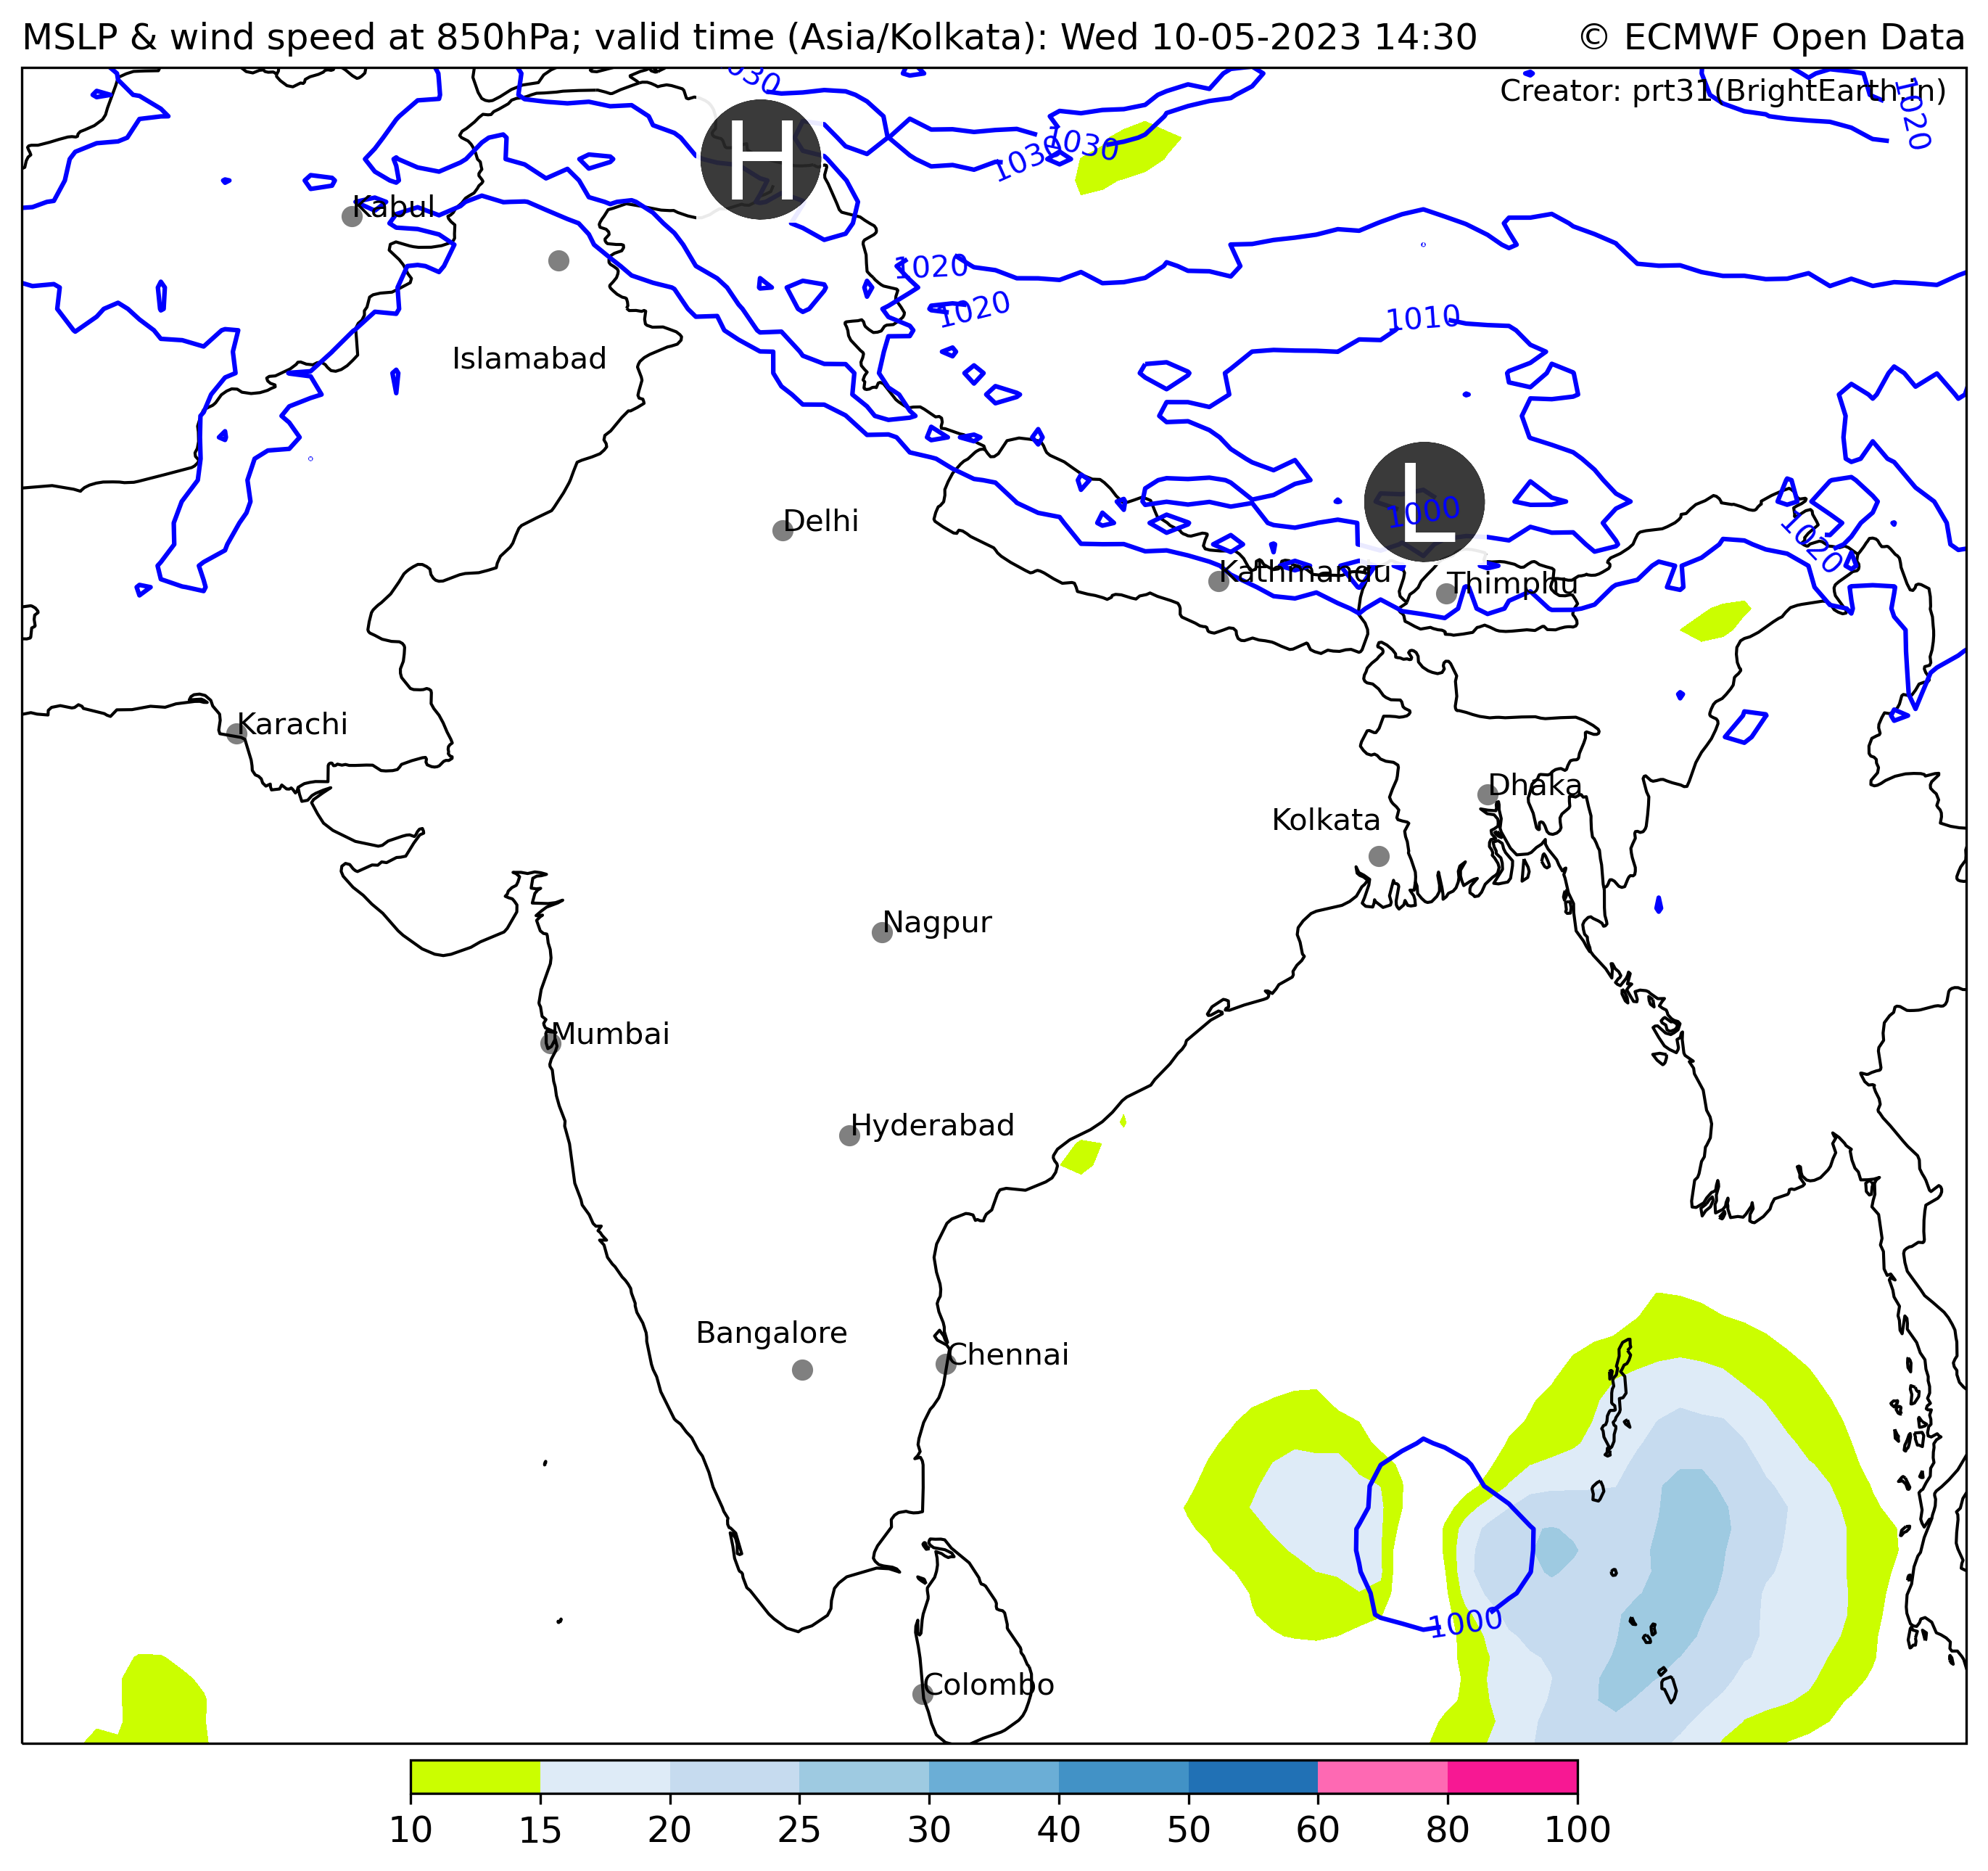 MSLP & wind speed at 850hPa; valid time (Asia/Kolkata): Wed 10-05-2023 14:30 © ECMWF Open Data
Creator: prt31(BrightEarth.in)
1030
1020
H
1030
1030
Kabul
1020
1020
1010
Islamabad
L
1000
Delhi
1020
Kathmandu
Thimphu
Karachi
Dhaka
Kolkata
Nagpur
Mumbai
Hyderabad
Bangalore
Chennai
1000
Colombo
10 15 20 25 30 40 50 60 80 100